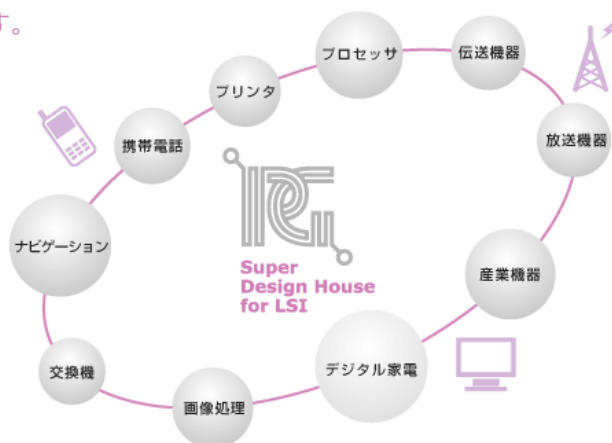 す。
プロセッサ
伝送機器
プリンタ
放送機器
携帯電話
ナビゲーション
Super
Design House
for LSI
産業機器
交換機
デジタル家電
画像処理